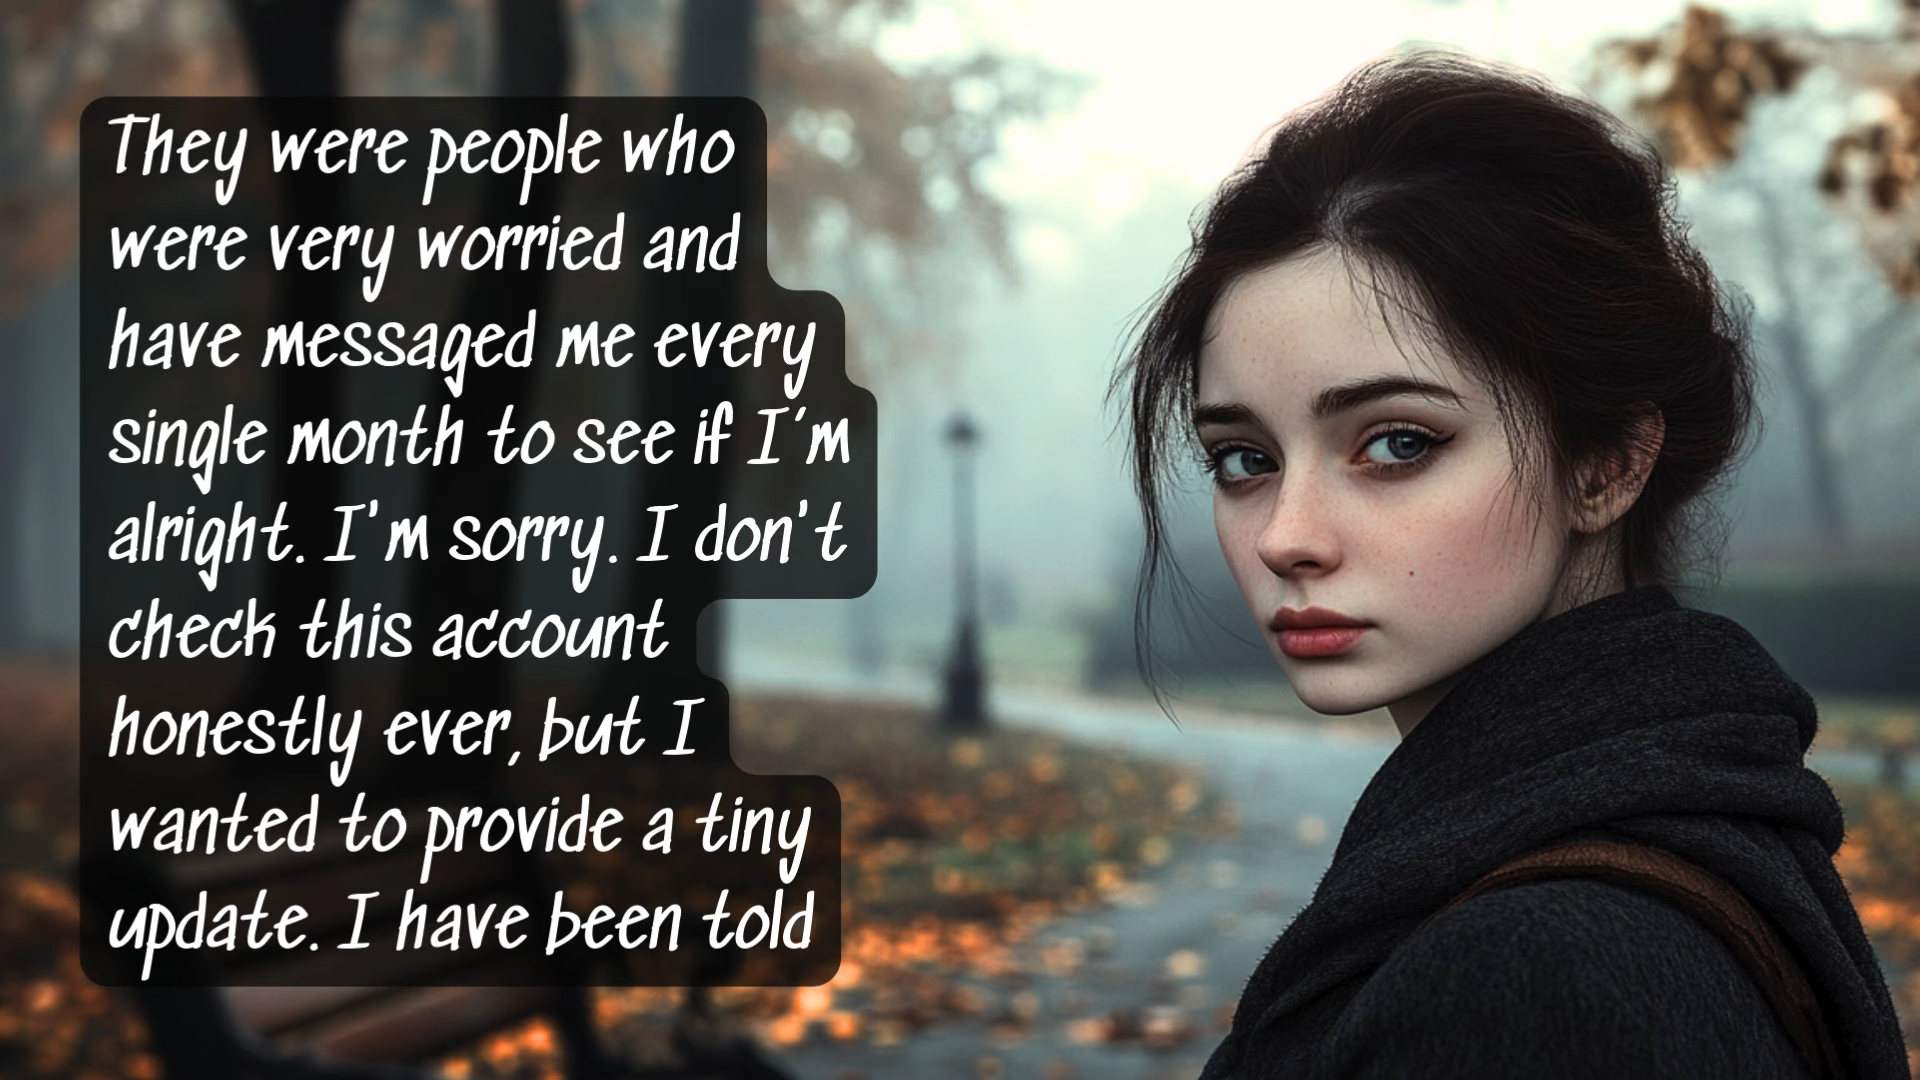 They were people who
were very worried and
have messaged me every
single month to see if I'm
alright. I'm sorry. I don't
check this account
honestly ever, but I
wanted to provide a tiny
update. I have been told